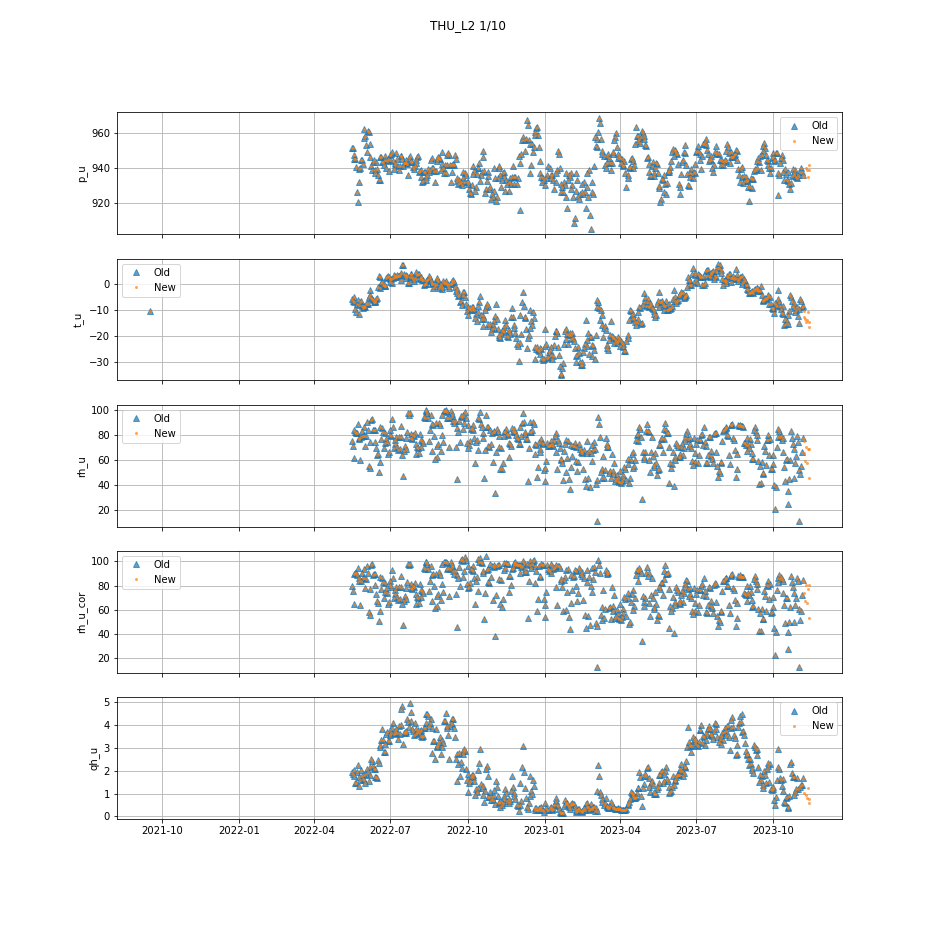 THU_L2 1/10
960
940
920
p_u
Old
New
0
−10
−20
−30
t_u
Old
New
100
80
60
40
20
rh_u
Old
New
100
80
60
40
20
rh_u_cor
Old
New
5
4
3
2
1
0
qh_u
Old
New
2021-10
2022-01
2022-04
2022-07
2022-10
2023-01
2023-04
2023-07
2023-10